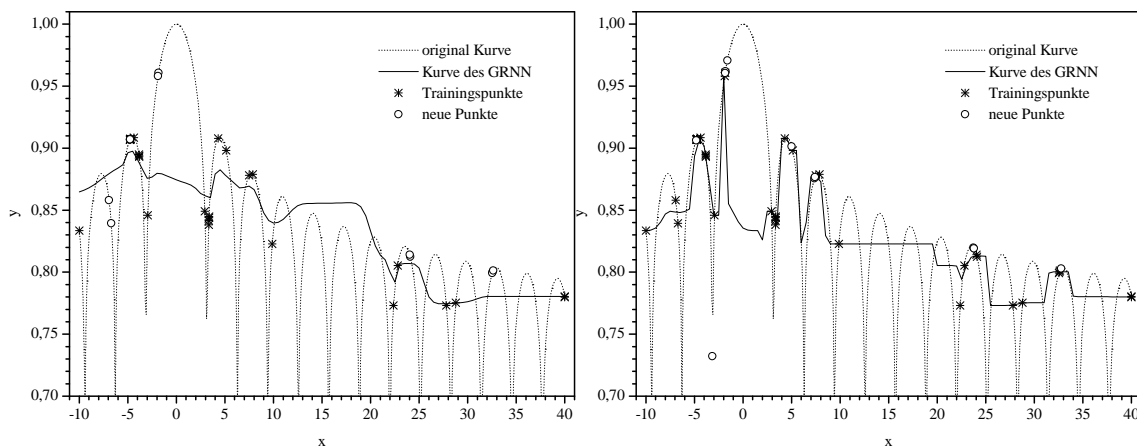 1,00
0,95
0,90
0,85
0,80
0,75
0,70
y
-10 -5 0 5 10 15 20 25 30 35 40
x
original Kurve
Kurve des GRNN
Trainingspunkte
neue Punkte
1,00
0,95
0,90
0,85
0,80
0,75
0,70
y
-10 -5 0 5 10 15 20 25 30 35 40
x
original Kurve
Kurve des GRNN
Trainingspunkte
neue Punkte